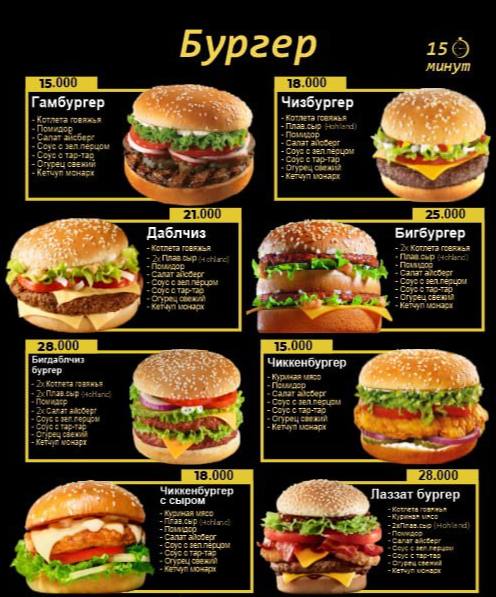 Бургер
15
минут
15.000
Гамбургер
- Котлета говяжья
- Помидор
- Салат айсберг
- Соус с зел.перцом
- Соус с тар-тар
- Огурец свежий
- Кетчуп монарх
18.000
Чизбургер
- Котлета говяжья
- Плав.сыр (Hohland)
- Помидор
- Салат айсберг
- Соус с зел.перцом
- Соус с тар-тар
- Огурец свежий
- Кетчуп монарх
21.000
Даблчиз
- Котлета говяжья
- 2х Плав.сыр (Hohland)
- Помидор
- Салат айсберг
- Соус с зел.перцом
- Соус с тар-тар
- Огурец свежий
- Кетчуп монарх
25.000
Бигбургер
- 2х Котлета говяжья
- Плав.сыр (Hohland)
- Помидор
- Салат айсберг
- Соус с зел.перцом
- Соус с тар-тар
- Огурец свежий
- Кетчуп монарх
28.000
Бигдаблчиз
бургер
- 2х Котлета говяжья
- 2х Плав.сыр (Hohland)
- Помидор
- 2х Салат айсберг
- Соус с зел.перцом
- Соус с тар-тар
- Огурец свежий
- Кетчуп монарх
15.000
Чиккенбургер
- Куриная мясо
- Помидор
- Салат айсберг
- Соус с зел.перцом
- Соус с тар-тар
- Огурец свежий
- Кетчуп монарх
18.000
Чиккенбургер
с сыром
- Куриная мясо
- Плав.сыр (Hohland)
- Помидор
- Салат айсберг
- Соус с зел.перцом
- Соус с тар-тар
- Огурец свежий
- Кетчуп монарх
28.000
Лаззат бургер
- Котлета говяжья
- Куриная мясо
- 2хПлав.сыр (Hohland)
- Помидор
- Салат айсберг
- Соус с зел.перцом
- Соус с тар-тар
- Огурец свежий
- Кетчуп монарх